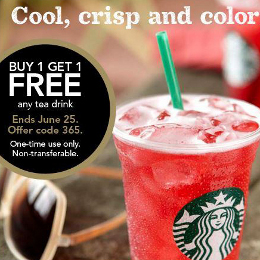 Cool, crisp and color
BUY 1 GET 1
FREE
any tea drink
Ends June 25.
Offer code 365.
One-time use only.
Non-transferable.